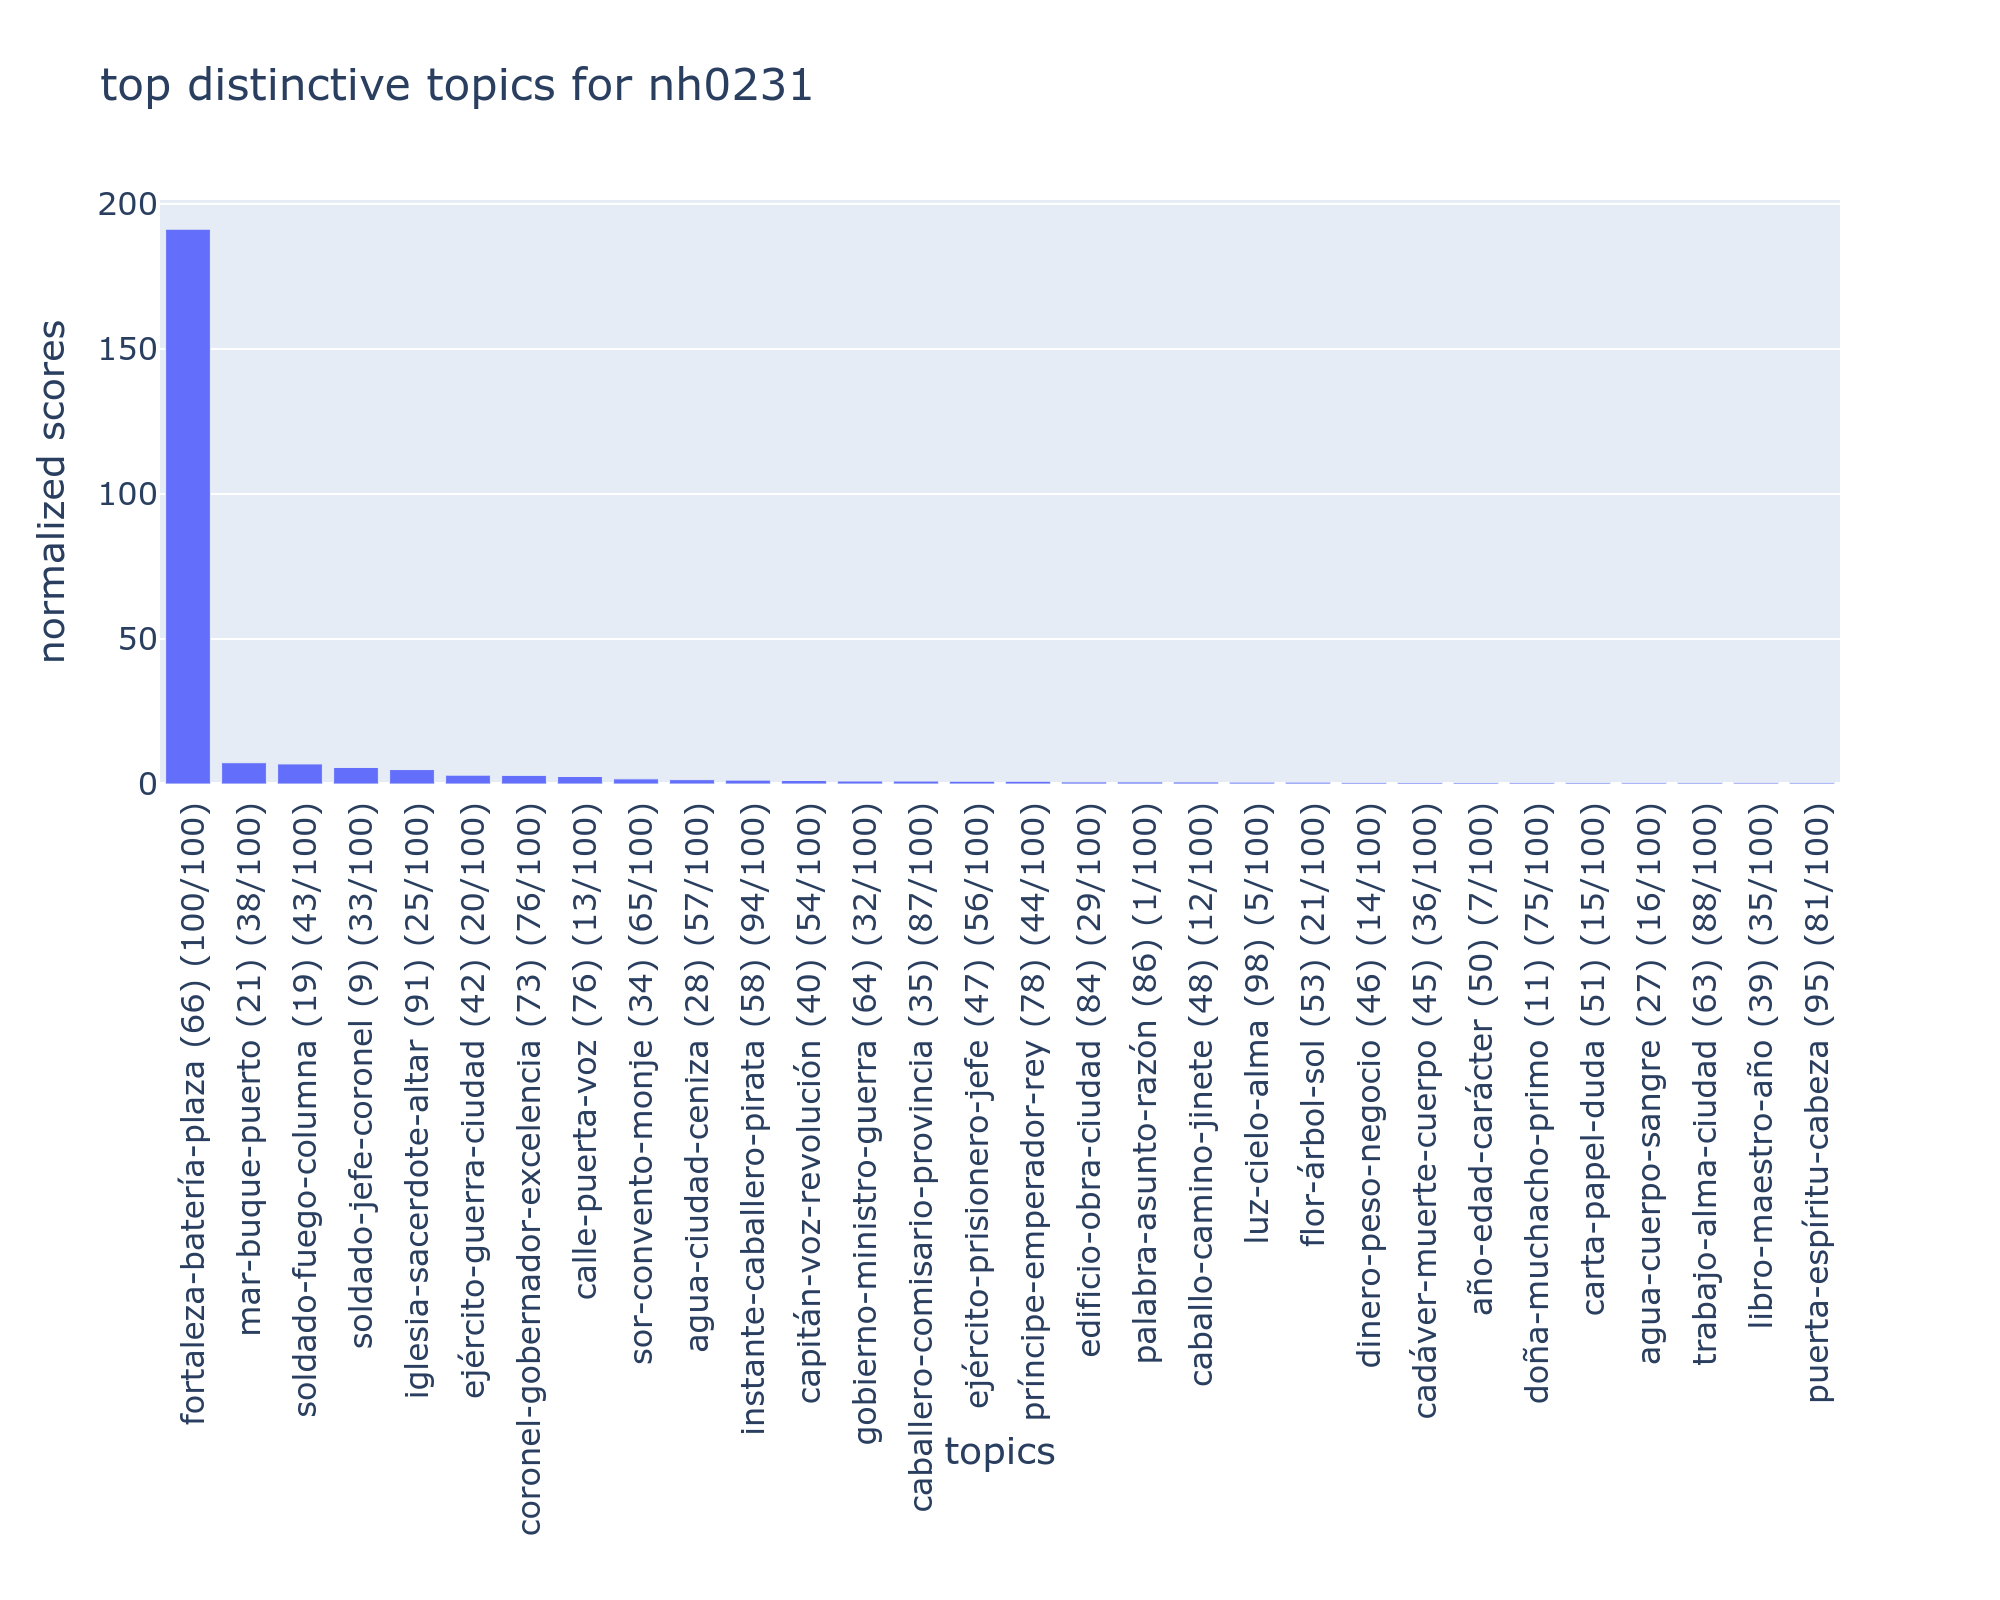 top distinctive topics for nh0231
normalized scores
200
150
100
50
0
fortaleza-batería-plaza (66) (100/100)
mar-buque-puerto (21) (38/100)
soldado-fuego-columna (19) (43/100)
soldado-jefe-coronel (9) (33/100)
iglesia-sacerdote-altar (91) (25/100)
ejército-guerra-ciudad (42) (20/100)
coronel-gobernador-excelencia (73) (76/100)
calle-puerta-voz (76) (13/100)
sor-convento-monje (34) (65/100)
agua-ciudad-ceniza (28) (57/100)
instante-caballero-pirata (58) (94/100)
capitán-voz-revolución (40) (54/100)
gobierno-ministro-guerra (64) (32/100)
caballero-comisario-provincia (35) (87/100)
ejército-prisionero-jefe (47) (56/100)
príncipe-emperador-rey (78) (44/100)
edificio-obra-ciudad (84) (29/100)
palabra-asunto-razón (86) (1/100)
caballo-camino-jinete (48) (12/100)
luz-cielo-alma (98) (5/100)
flor-árbol-sol (53) (21/100)
dinero-peso-negocio (46) (14/100)
cadáver-muerte-cuerpo (45) (36/100)
año-edad-carácter (50) (7/100)
doña-muchacho-primo (11) (75/100)
carta-papel-duda (51) (15/100)
agua-cuerpo-sangre (27) (16/100)
trabajo-alma-ciudad (63) (88/100)
libro-maestro-año (39) (35/100)
puerta-espíritu-cabeza (95) (81/100)
topics